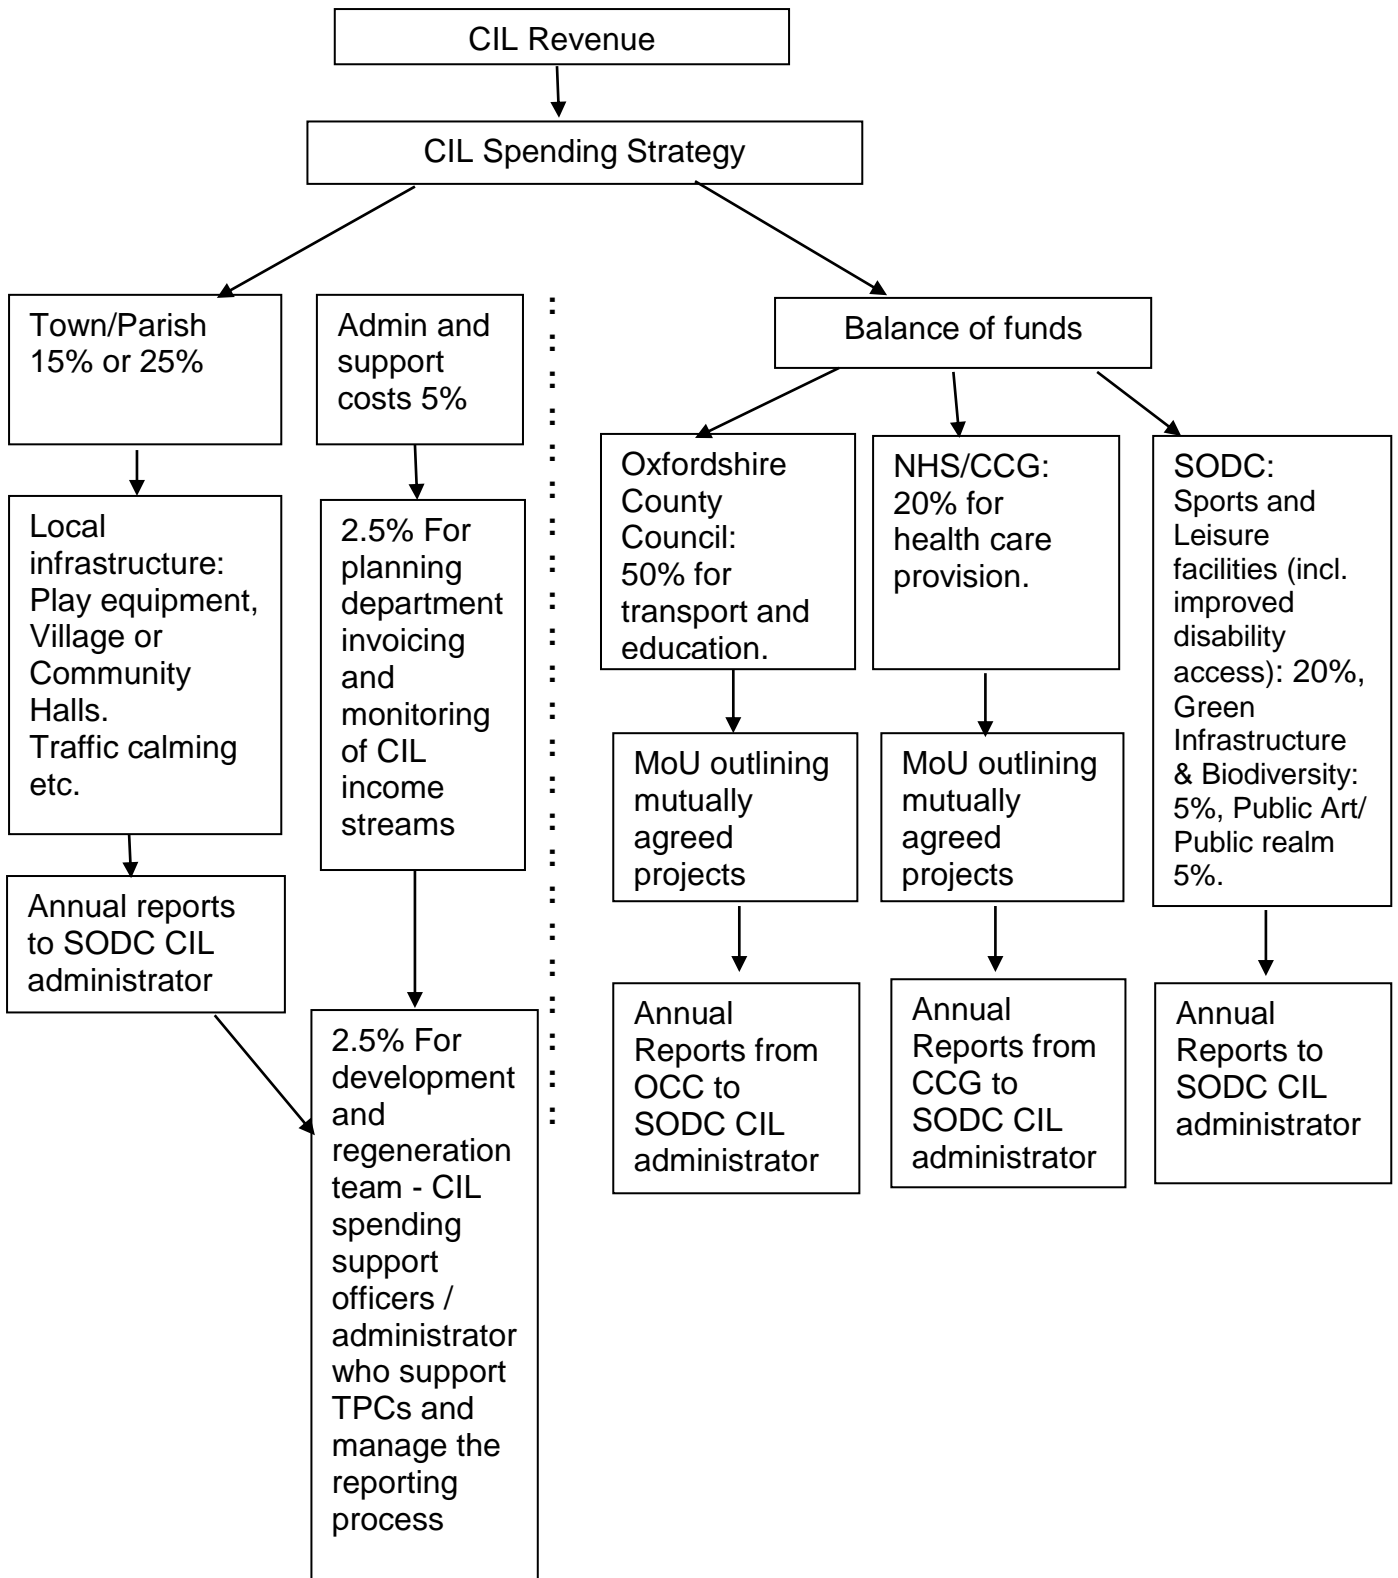 CIL Revenue
CIL Spending Strategy
Town/Parish
15% or 25%
Admin and
support
costs 5%
Balance of funds
Local
infrastructure:
Play equipment,
Village or
Community
Halls.
Traffic calming
etc.
2.5% For
planning
department
invoicing
and
monitoring
of CIL
income
streams
Oxfordshire
County
Council:
50% for
transport and
education.
NHS/CCG:
20% for
health care
provision.
SODC:
Sports and
Leisure
facilities (incl.
improved
disability
access): 20%,
Green
Infrastructure
& Biodiversity:
5%, Public Art/
Public realm
5%.
MoU outlining
mutually
agreed
projects
MoU outlining
mutually
agreed
projects
Annual reports
to SODC CIL
administrator
2.5% For
development
and
regeneration
team - CIL
spending
support
officers /
administrator
who support
TPCs and
manage the
reporting
process
Annual
Reports from
OCC to
SODC CIL
administrator
Annual
Reports from
CCG to
SODC CIL
administrator
Annual
Reports to
SODC CIL
administrator